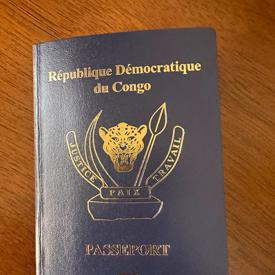 République Démocratique
du Congo
JUSTICE PAIX TRAVAIL
PASSEPORT